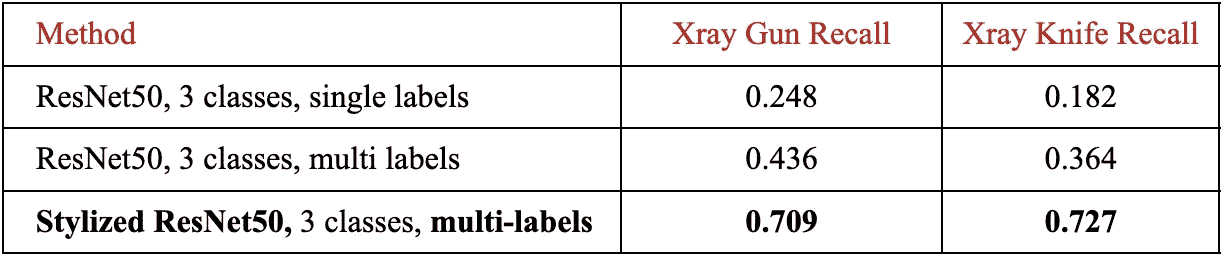 Method Xray Gun Recall Xray Knife Recall
ResNet50, 3 classes, single labels 0.248 0.182
ResNet50, 3 classes, multi labels 0.436 0.364
Stylized ResNet50, 3 classes, multi-labels 0.709 0.727